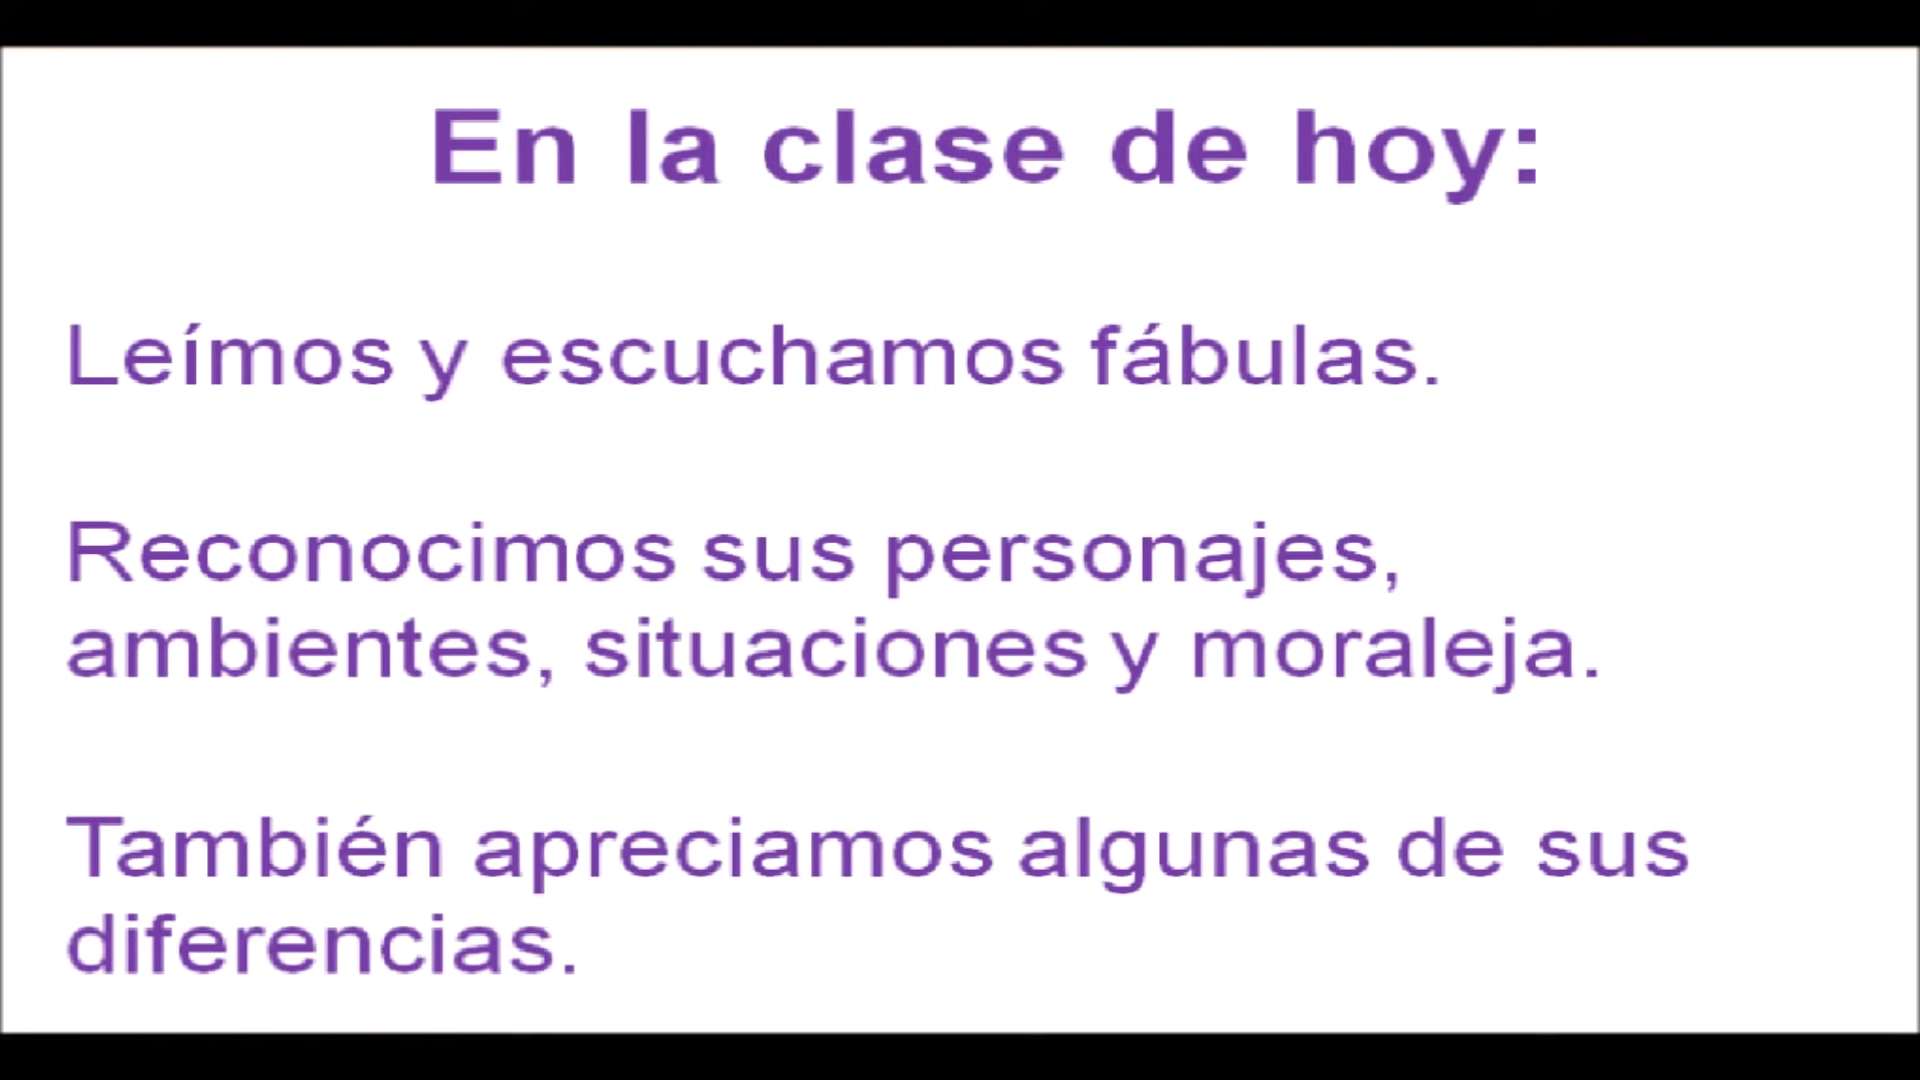 En la clase de hoy:
Leímos y escuchamos fábulas.
Reconocimos sus personajes,
ambientes, situaciones y moraleja.
También apreciamos algunas de sus
diferencias.